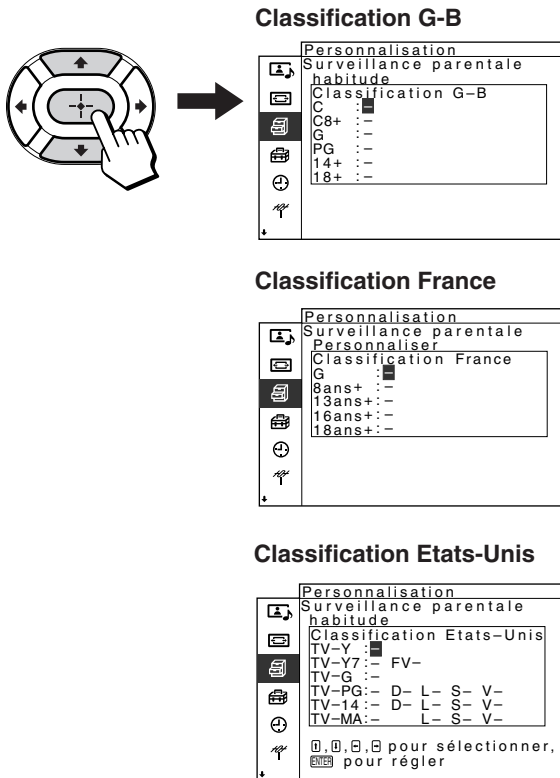 Classification G-B
Personnalisation
Surveillance parentale
habitude
Classification G–B
C :–
C8+ :–
G :–
PG :–
14+ :–
18+ :–
Classification France
Personnalisation
Surveillance parentale
Personnaliser
Classification France
G :–
8ans+ :–
13ans+:–
16ans+:–
18ans+:–
Classification Etats-Unis
Personnalisation
Surveillance parentale
habitude
Classification Etats–Unis
TV–Y :–
TV–Y7:– FV–
TV–G :–
TV–PG:– D– L– S– V–
TV–14:– D– L– S– V–
TV–MA:– L– S– V–
, , , pour sélectionner,
ENTER pour régler